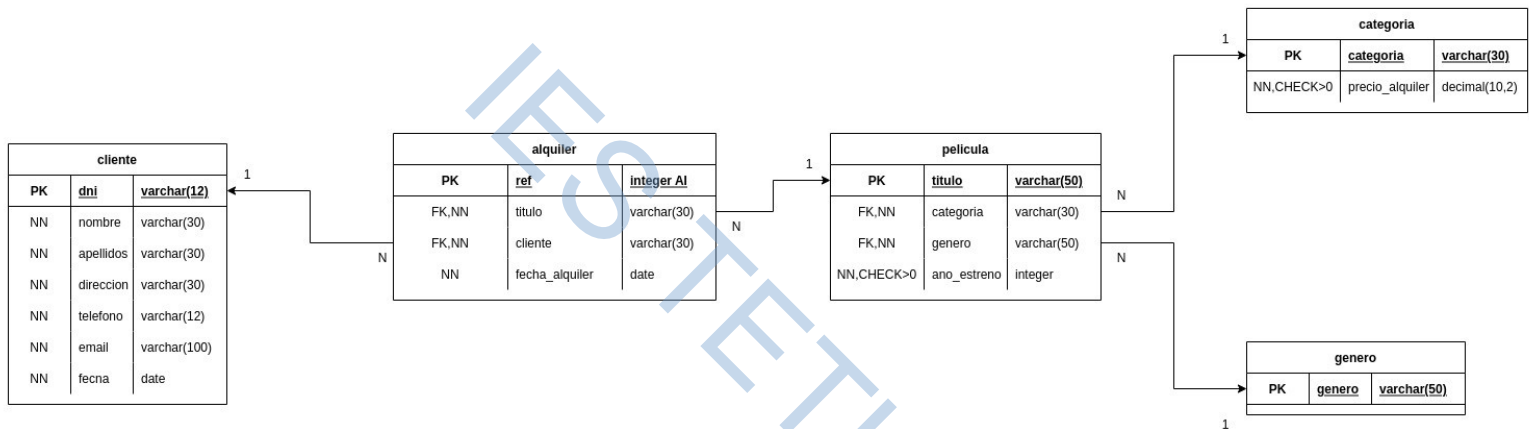 cliente
PK dni varchar(12)
NN nombre varchar(30)
NN apellidos varchar(30)
NN direccion varchar(30)
NN telefono varchar(12)
NN email varchar(100)
NN fecna date
1
N
alquiler
PK ref integer AI
FK,NN titulo varchar(30)
FK,NN cliente varchar(30)
NN fecha_alquiler date
N
1
pelicula
PK titulo varchar(50)
FK,NN categoria varchar(30)
FK,NN genero varchar(50)
NN,CHECK>0 ano_estreno integer
N
N
1
categoria
PK categoria varchar(30)
NN,CHECK>0 precio_alquiler decimal(10,2)
genero
PK genero varchar(50)
1
IES TETU